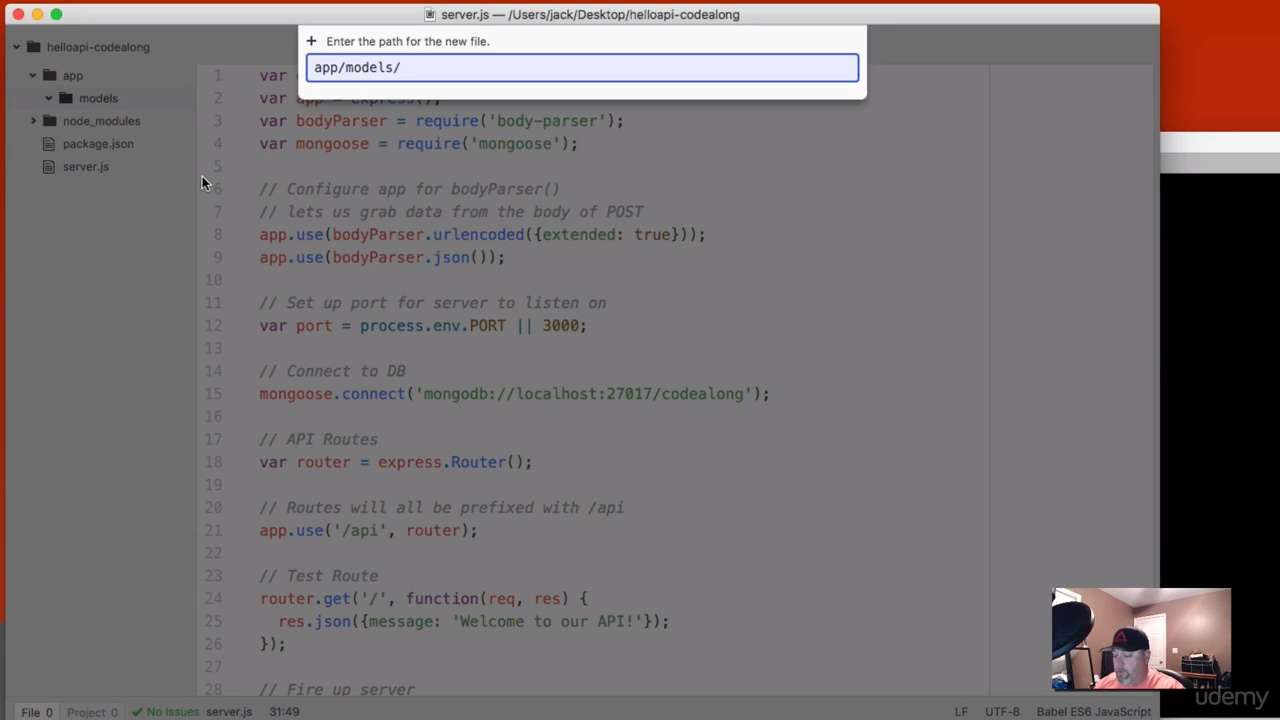 server.js — /Users/jack/Desktop/helloapi-codealong
+ Enter the path for the new file.
app/models/
helloapi-codealong
app
models
node_modules
package.json
server.js
1 var
2 var app = express();
3 var bodyParser = require('body-parser');
4 var mongoose = require('mongoose');
5
6 // Configure app for bodyParser()
7 // lets us grab data from the body of POST
8 app.use(bodyParser.urlencoded({extended: true}));
9 app.use(bodyParser.json());
10
11 // Set up port for server to listen on
12 var port = process.env.PORT || 3000;
13
14 // Connect to DB
15 mongoose.connect('mongodb://localhost:27017/codealong');
16
17 // API Routes
18 var router = express.Router();
19
20 // Routes will all be prefixed with /api
21 app.use('/api', router);
22
23 // Test Route
24 router.get('/', function(req, res) {
25 res.json({message: 'Welcome to our API!'});
26 });
27
28 // Fire up server
File 0 Project 0 No issues server.js 31:49 LF UTF-8 Babel ES6 JavaScript
udemy